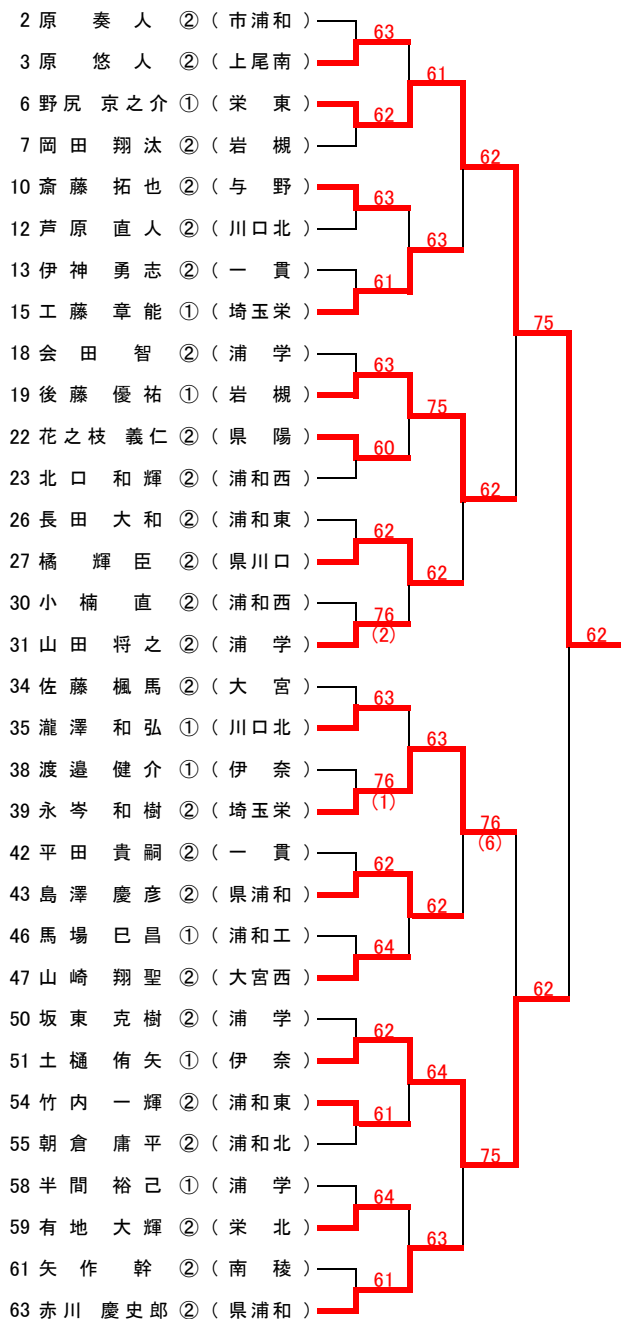 2 原 奏 人 ② ( 市浦和 )
63
3 原 悠 人 ② ( 上尾南 )
61
6 野尻 京之介 ① ( 栄 東 )
62
7 岡 田 翔 汰 ② ( 岩 槻 )
62
10 斎 藤 拓 也 ② ( 与 野 )
63
12 芦 原 直 人 ② ( 川口北 )
63
13 伊 神 勇 志 ② ( 一 貫 )
61
15 工 藤 章 能 ① ( 埼玉栄 )
75
18 会 田 智 ② ( 浦 学 )
63
19 後 藤 優 祐 ① ( 岩 槻 )
75
22 花之枝 義仁 ② ( 県 陽 )
60
23 北 口 和 輝 ② ( 浦和西 )
62
26 長 田 大 和 ② ( 浦和東 )
62
27 橘 輝 臣 ② ( 県川口 )
62
30 小 楠 直 ② ( 浦和西 )
76
(2)
31 山 田 将 之 ② ( 浦 学 )
62
34 佐 藤 楓 馬 ② ( 大 宮 )
63
35 瀧 澤 和 弘 ① ( 川口北 )
63
38 渡 邉 健 介 ① ( 伊 奈 )
76
(1)
39 永 岑 和 樹 ② ( 埼玉栄 )
76
(6)
42 平 田 貴 嗣 ② ( 一 貫 )
62
43 島 澤 慶 彦 ② ( 県浦和 )
62
46 馬 場 巳 昌 ① ( 浦和工 )
64
47 山 崎 翔 聖 ② ( 大宮西 )
62
50 坂 東 克 樹 ② ( 浦 学 )
62
51 土 樋 侑 矢 ① ( 伊 奈 )
64
54 竹 内 一 輝 ② ( 浦和東 )
61
55 朝 倉 庸 平 ② ( 浦和北 )
75
58 半 間 裕 己 ① ( 浦 学 )
64
59 有 地 大 輝 ② ( 栄 北 )
63
61 矢 作 幹 ② ( 南 稜 )
61
63 赤川 慶史郎 ② ( 県浦和 )